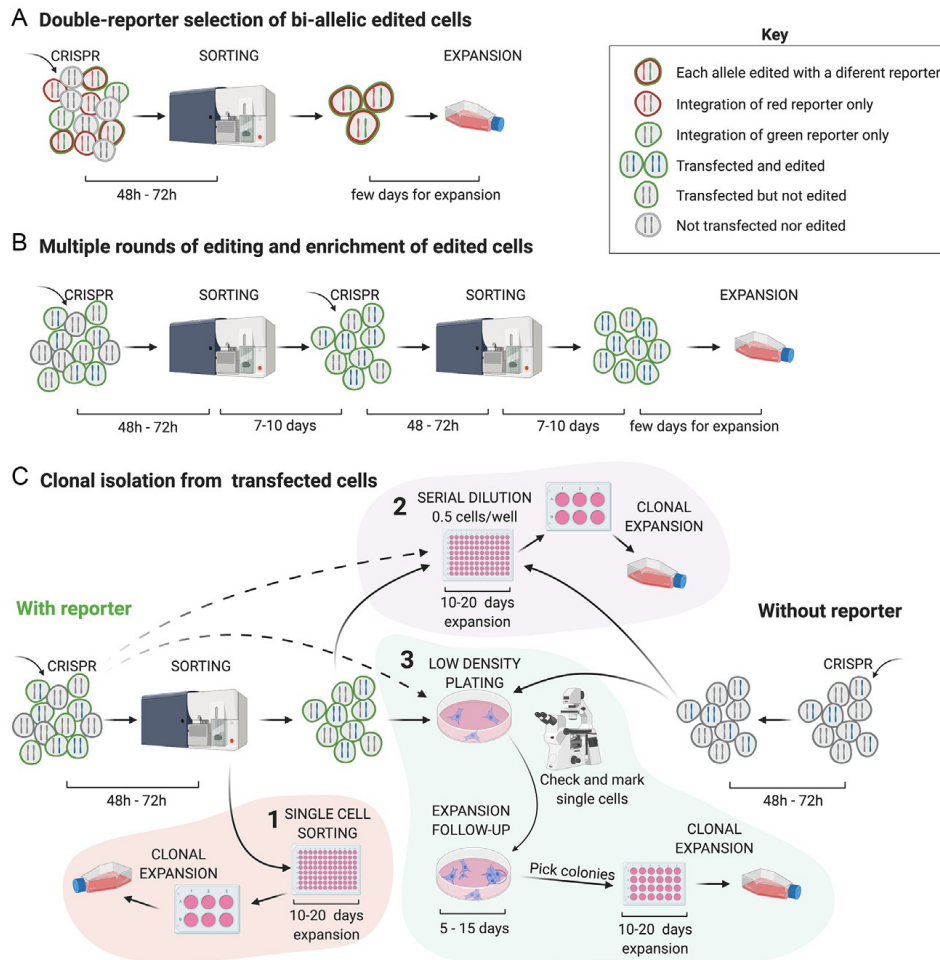 A Double-reporter selection of bi-allelic edited cells
CRISPR
SORTING
EXPANSION
48h - 72h
few days for expansion
Key
Each allele edited with a diferent reporter
Integration of red reporter only
Integration of green reporter only
Transfected and edited
Transfected but not edited
Not transfected nor edited
B Multiple rounds of editing and enrichment of edited cells
CRISPR
SORTING
CRISPR
SORTING
EXPANSION
48h - 72h
7-10 days
48 - 72h
7-10 days
few days for expansion
C Clonal isolation from transfected cells
With reporter
CRISPR
SORTING
48h - 72h
1 SINGLE CELL
SORTING
10-20 days
expansion
1 2 3
A
B
CLONAL
EXPANSION
2 SERIAL DILUTION
0.5 cells/well
10-20 days
expansion
1 2 3
A
B
CLONAL
EXPANSION
3 LOW DENSITY
PLATING
Check and mark
single cells
EXPANSION
FOLLOW-UP
5 - 15 days
Pick colonies
10-20 days
expansion
CLONAL
EXPANSION
Without reporter
CRISPR
48h - 72h